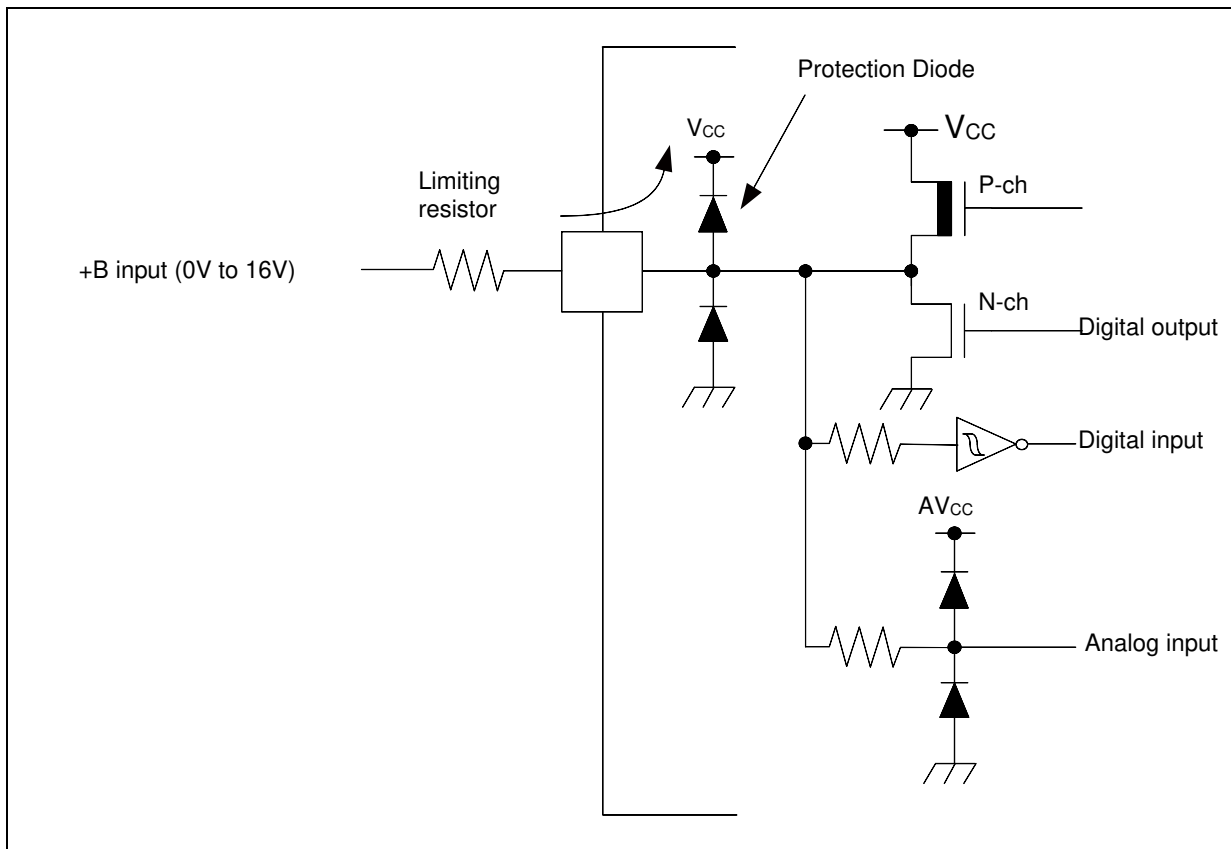 Protection Diode
VCC
VCC
Limiting
resistor
P-ch
+B input (0V to 16V)
N-ch
Digital output
Digital input
AVCC
Analog input